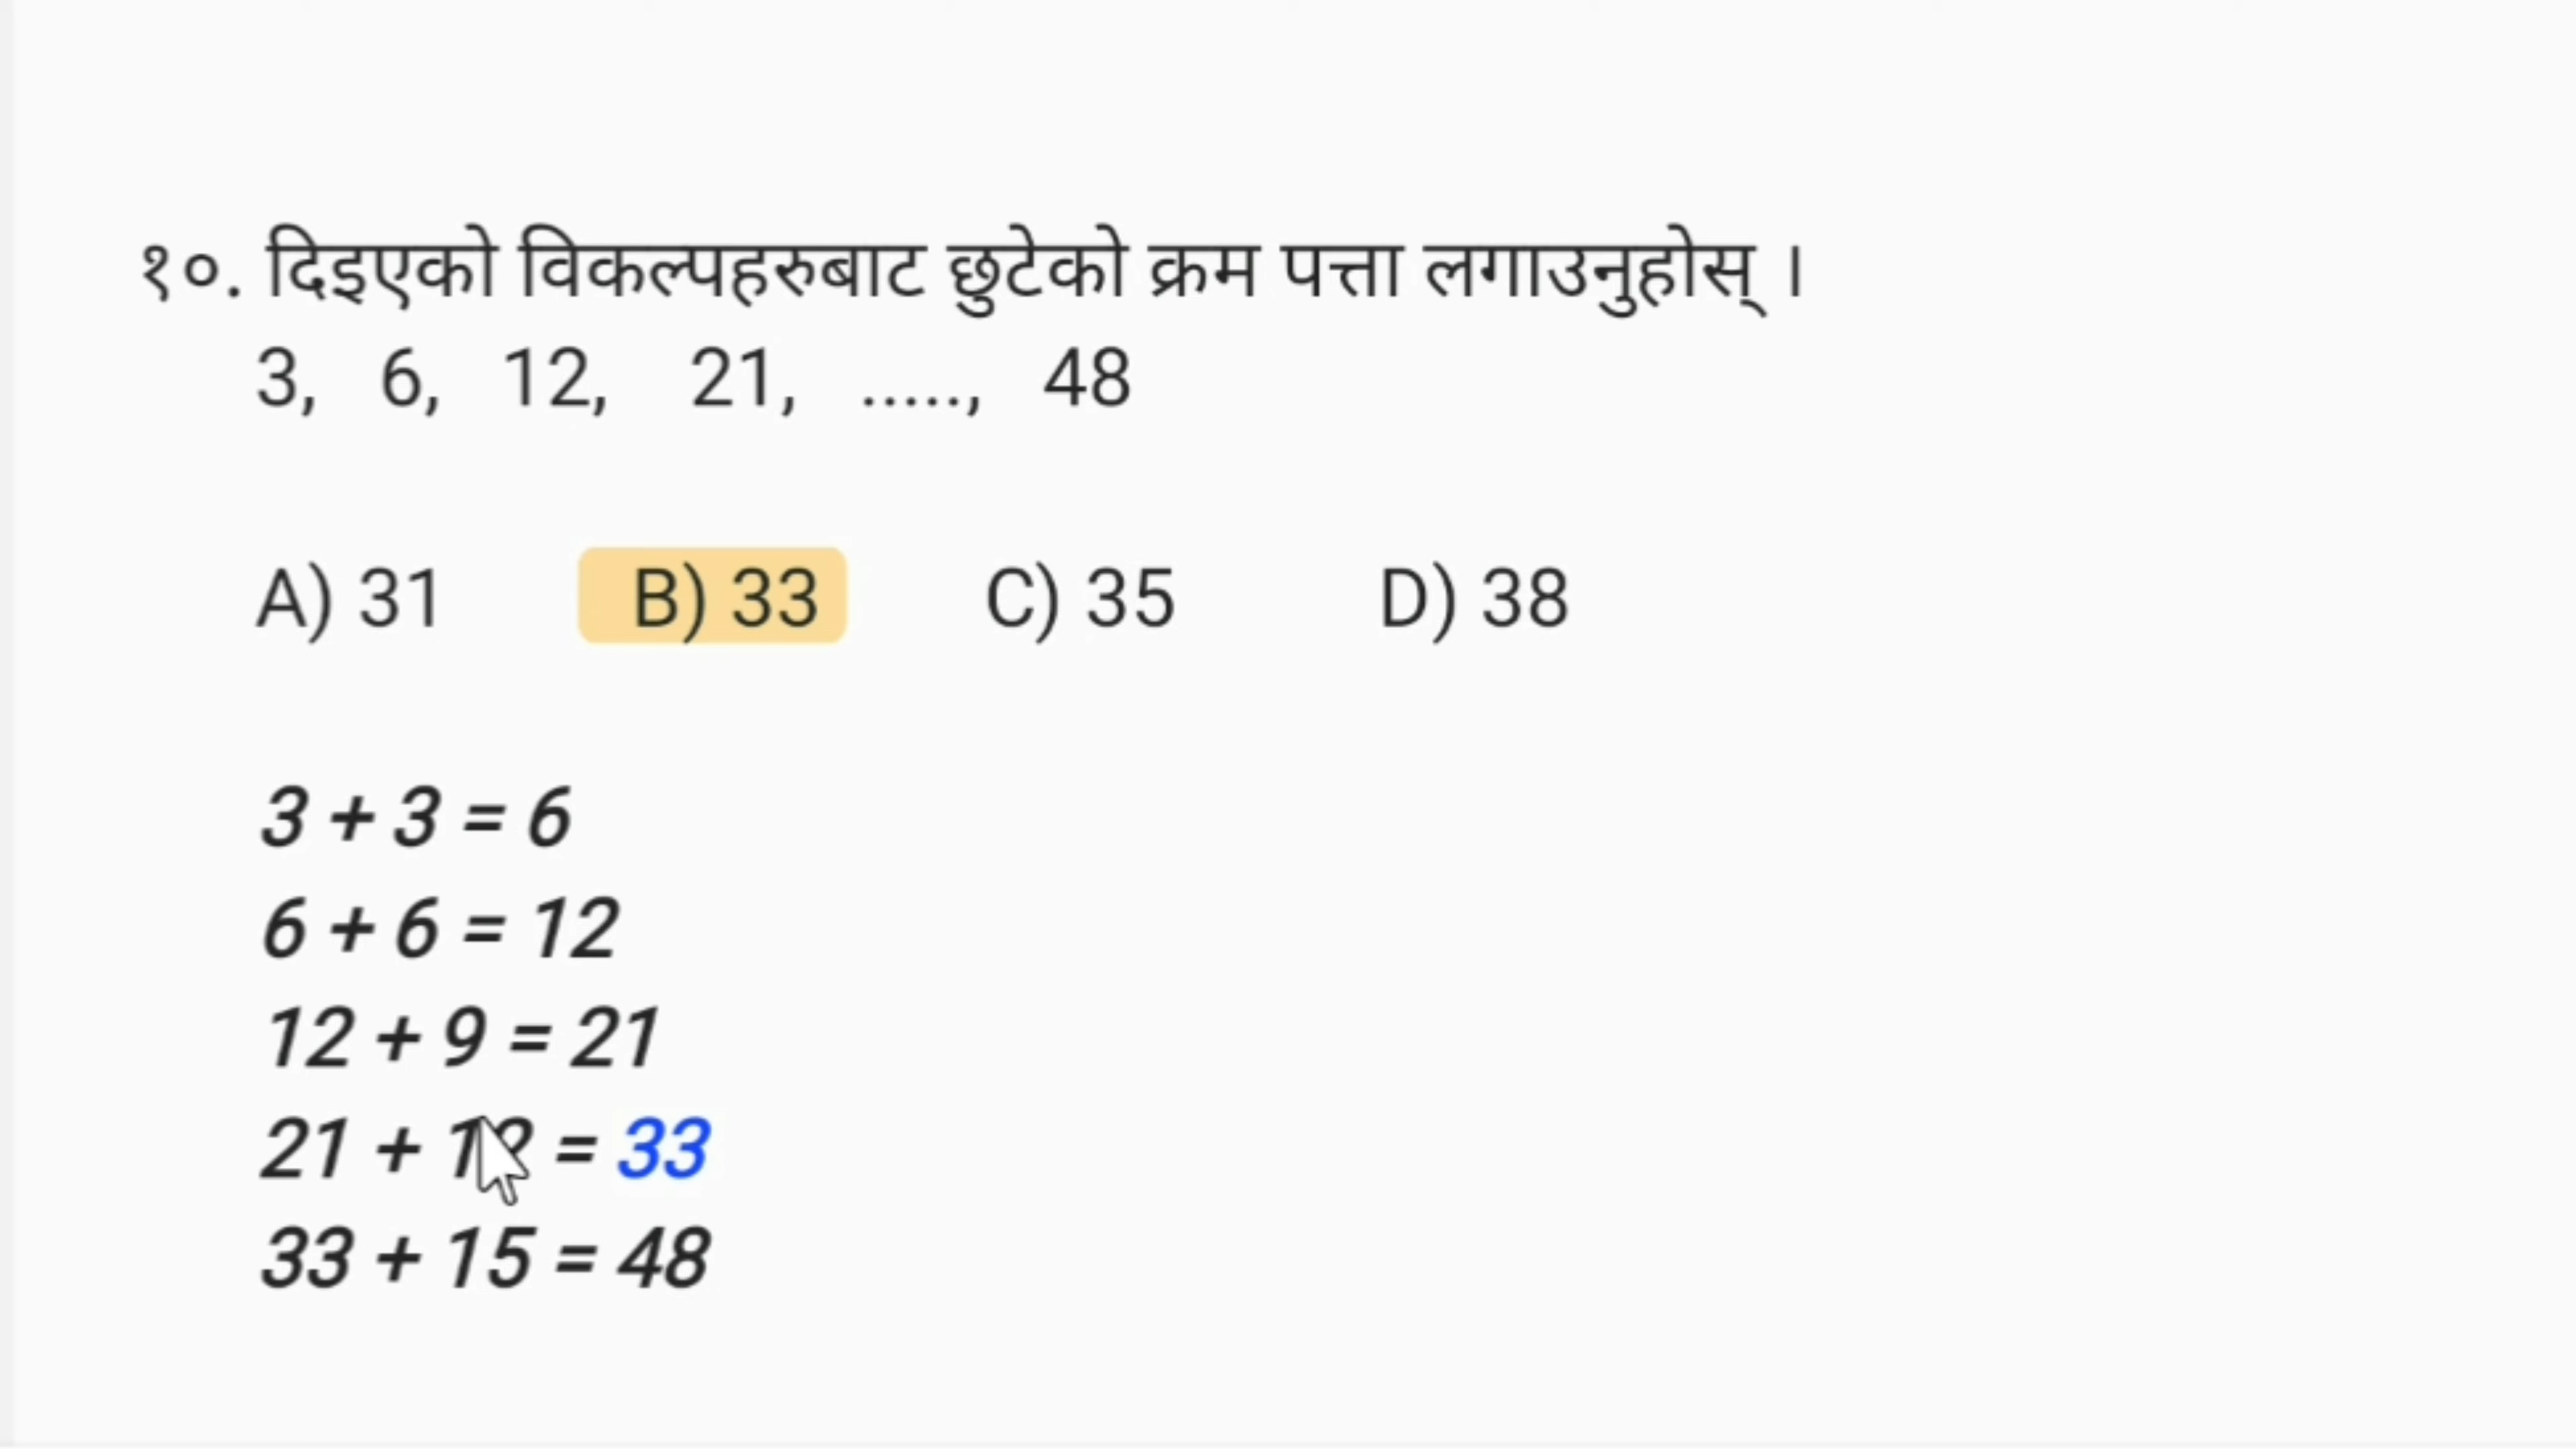 १०. दिइएको विकल्पहरुबाट छुटेको क्रम पत्ता लगाउनुहोस् ।
3, 6, 12, 21, ....., 48
A) 31 B) 33 C) 35 D) 38
3 + 3 = 6
6 + 6 = 12
12 + 9 = 21
21 + 12 = 33
33 + 15 = 48